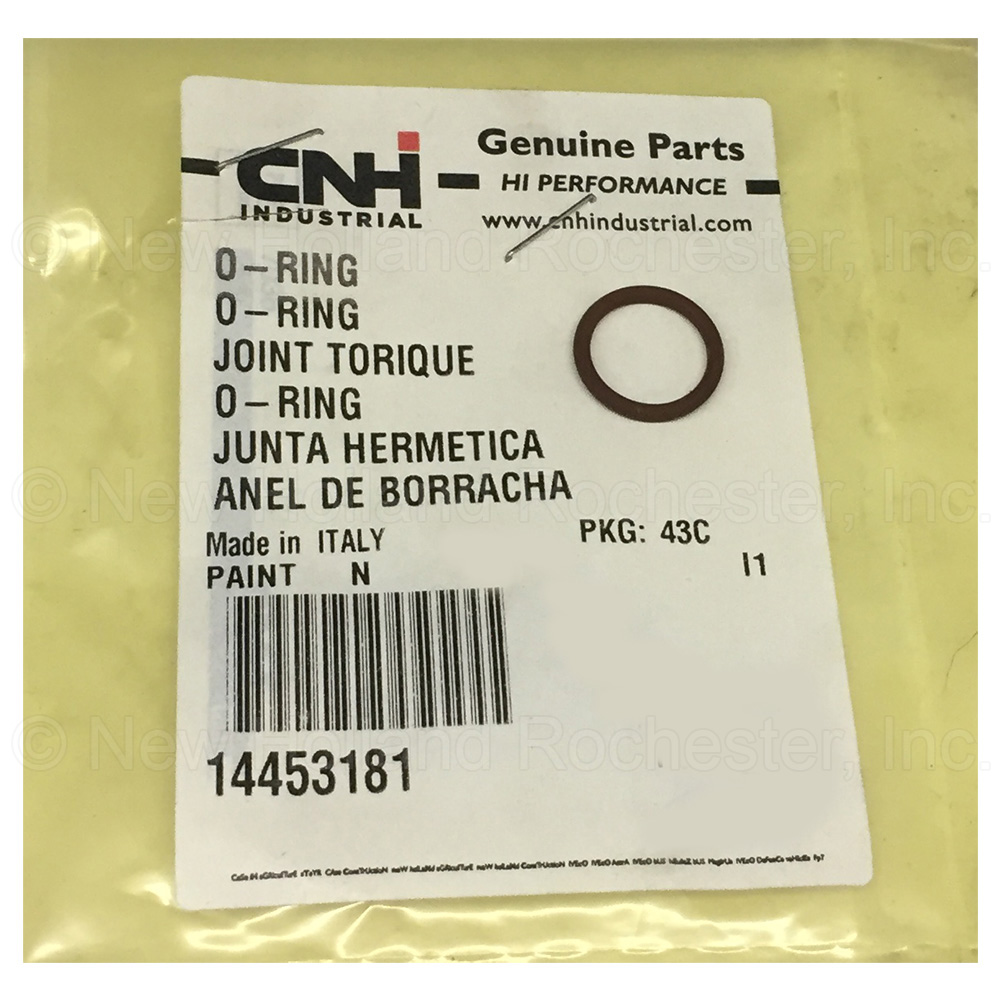 CNH
INDUSTRIAL
Genuine Parts
HI PERFORMANCE
www.cnhindustrial.com
O-RING
O-RING
JOINT TORIQUE
O-RING
JUNTA HERMETICA
ANEL DE BORRACHA
Made in ITALY
PKG: 43C
PAINT N
I1
14453181
© New Holland Rochester, Inc.
© New Holland Rochester, Inc.
© New Holland Rochester, Inc.